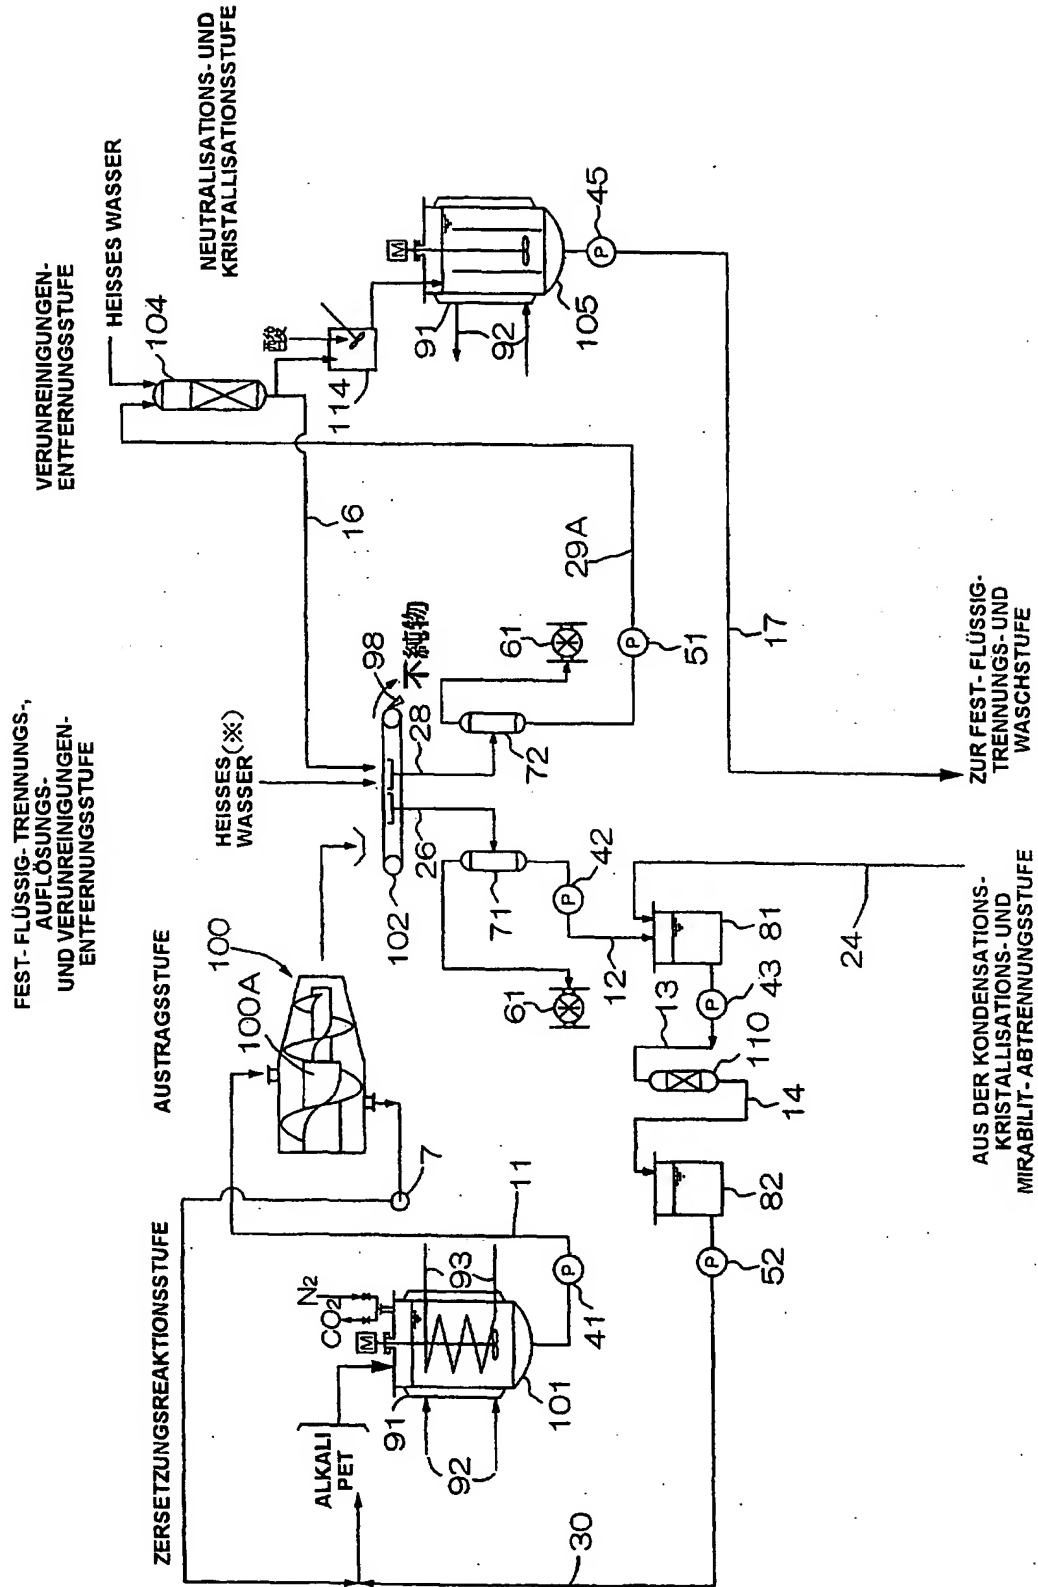 ZERSETZUNGSREAKTIONSSTUFE
AUSTRAGSSTUFE
FEST-FLÜSSIG-TRENNUNGS-,
AUFLÖSUNGS-
UND VERUNREINIGUNGEN-
ENTFERNUNGSSTUFE
VERUNREINIGUNGEN-
ENTFERNUNGSSTUFE
NEUTRALISATIONS- UND
KRISTALLISATIONSSTUFE
HEISSES WASSER
104
酸
114
M
91
92
105
P
45
16
HEISSES(※)
WASSER
98
不純物
102
26
28
71
72
61
61
P
42
P
51
29A
17
ZUR FEST-FLÜSSIG-
TRENNUNGS- UND
WASCHSTUFE
100
100A
7
11
N2
CO2
M
ALKALI
PET
91
92
93
101
P
41
12
81
24
13
P
43
110
14
82
P
52
30
AUS DER KONDENSATIONS-
KRISTALLISATIONS- UND
MIRABILIT-ABTRENNUNGSSTUFE